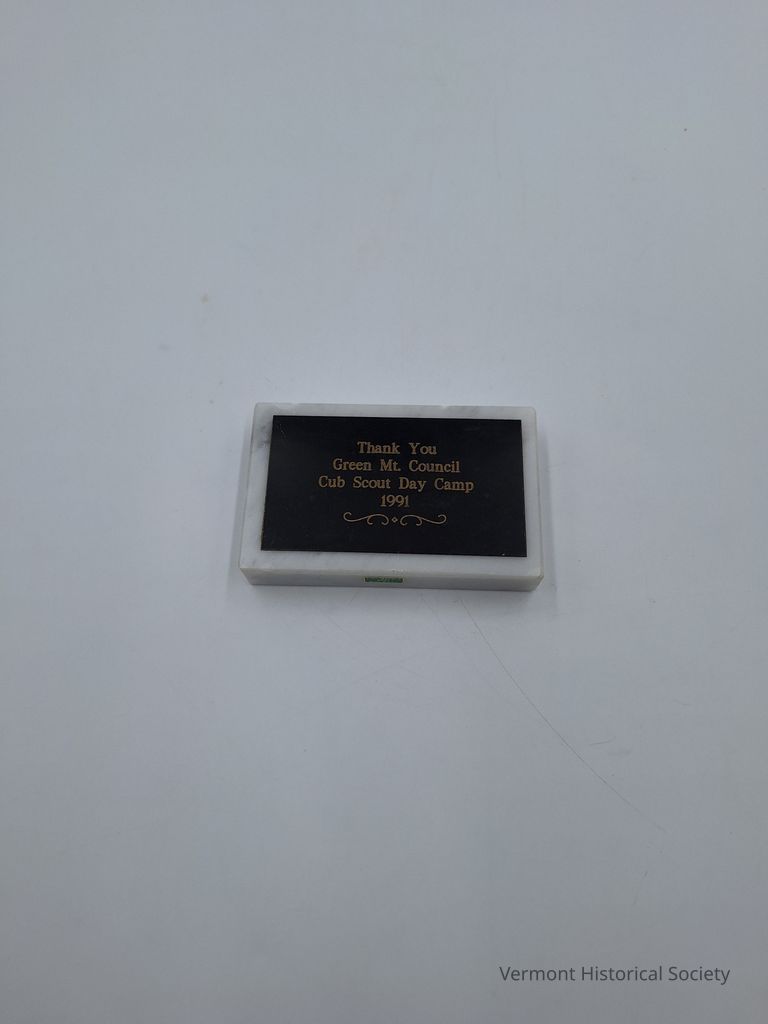 Thank You
Green Mt. Council
Cub Scout Day Camp
1991
Vermont Historical Society